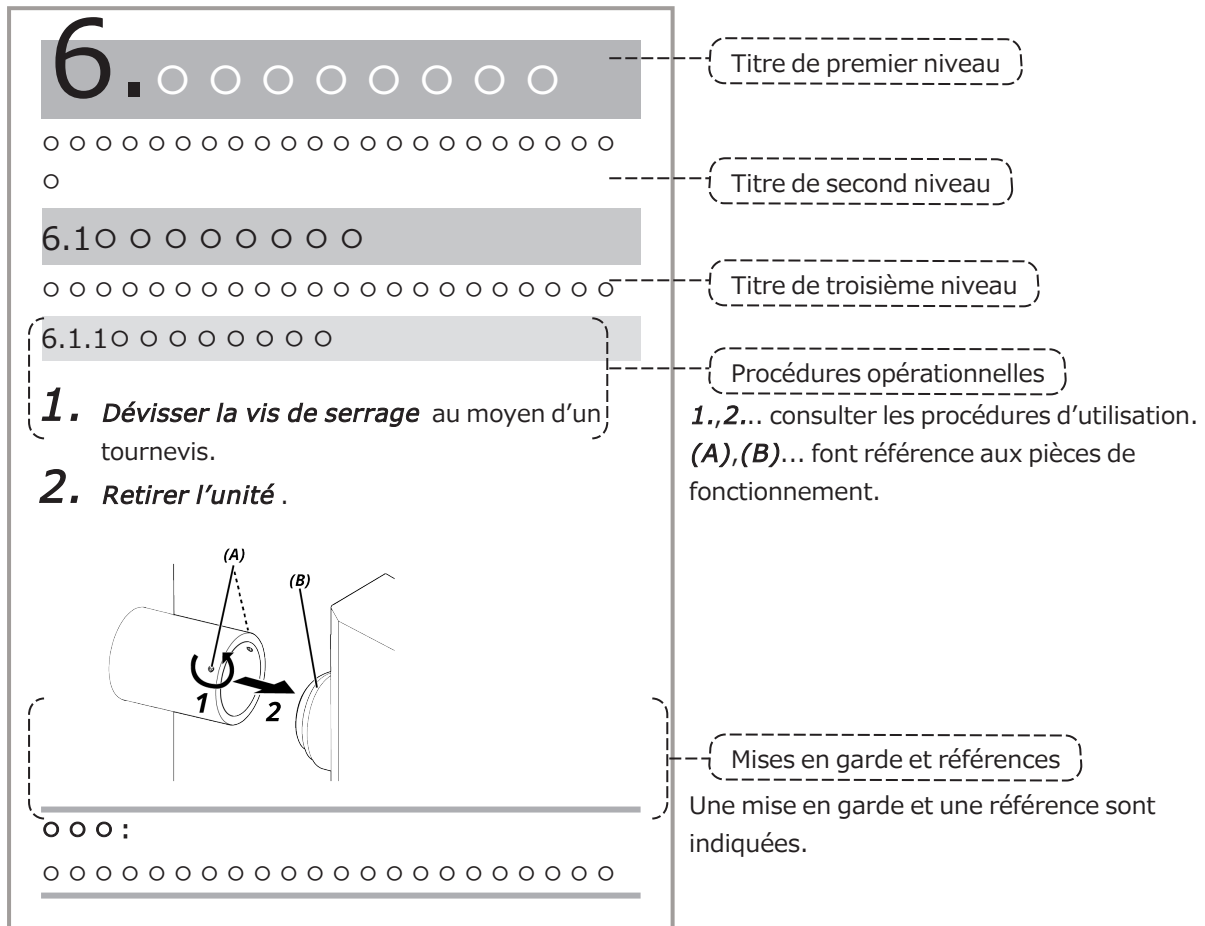 6.○ ○ ○ ○ ○ ○ ○ ○
○ ○ ○ ○ ○ ○ ○ ○ ○ ○ ○ ○ ○ ○ ○ ○ ○ ○ ○ ○ ○ ○
○
6.1○ ○ ○ ○ ○ ○ ○ ○
○ ○ ○ ○ ○ ○ ○ ○ ○ ○ ○ ○ ○ ○ ○ ○ ○ ○ ○ ○ ○ ○
6.1.1○ ○ ○ ○ ○ ○ ○ ○
1. Dévisser la vis de serrage au moyen d’un
tournevis.
2. Retirer l’unité .
(A)
(B)
1
2
○ ○ ○ :
○ ○ ○ ○ ○ ○ ○ ○ ○ ○ ○ ○ ○ ○ ○ ○ ○ ○ ○ ○ ○ ○
Titre de premier niveau
Titre de second niveau
Titre de troisième niveau
Procédures opérationnelles
1.,2... consulter les procédures d’utilisation.
(A),(B)... font référence aux pièces de
fonctionnement.
Mises en garde et références
Une mise en garde et une référence sont
indiquées.